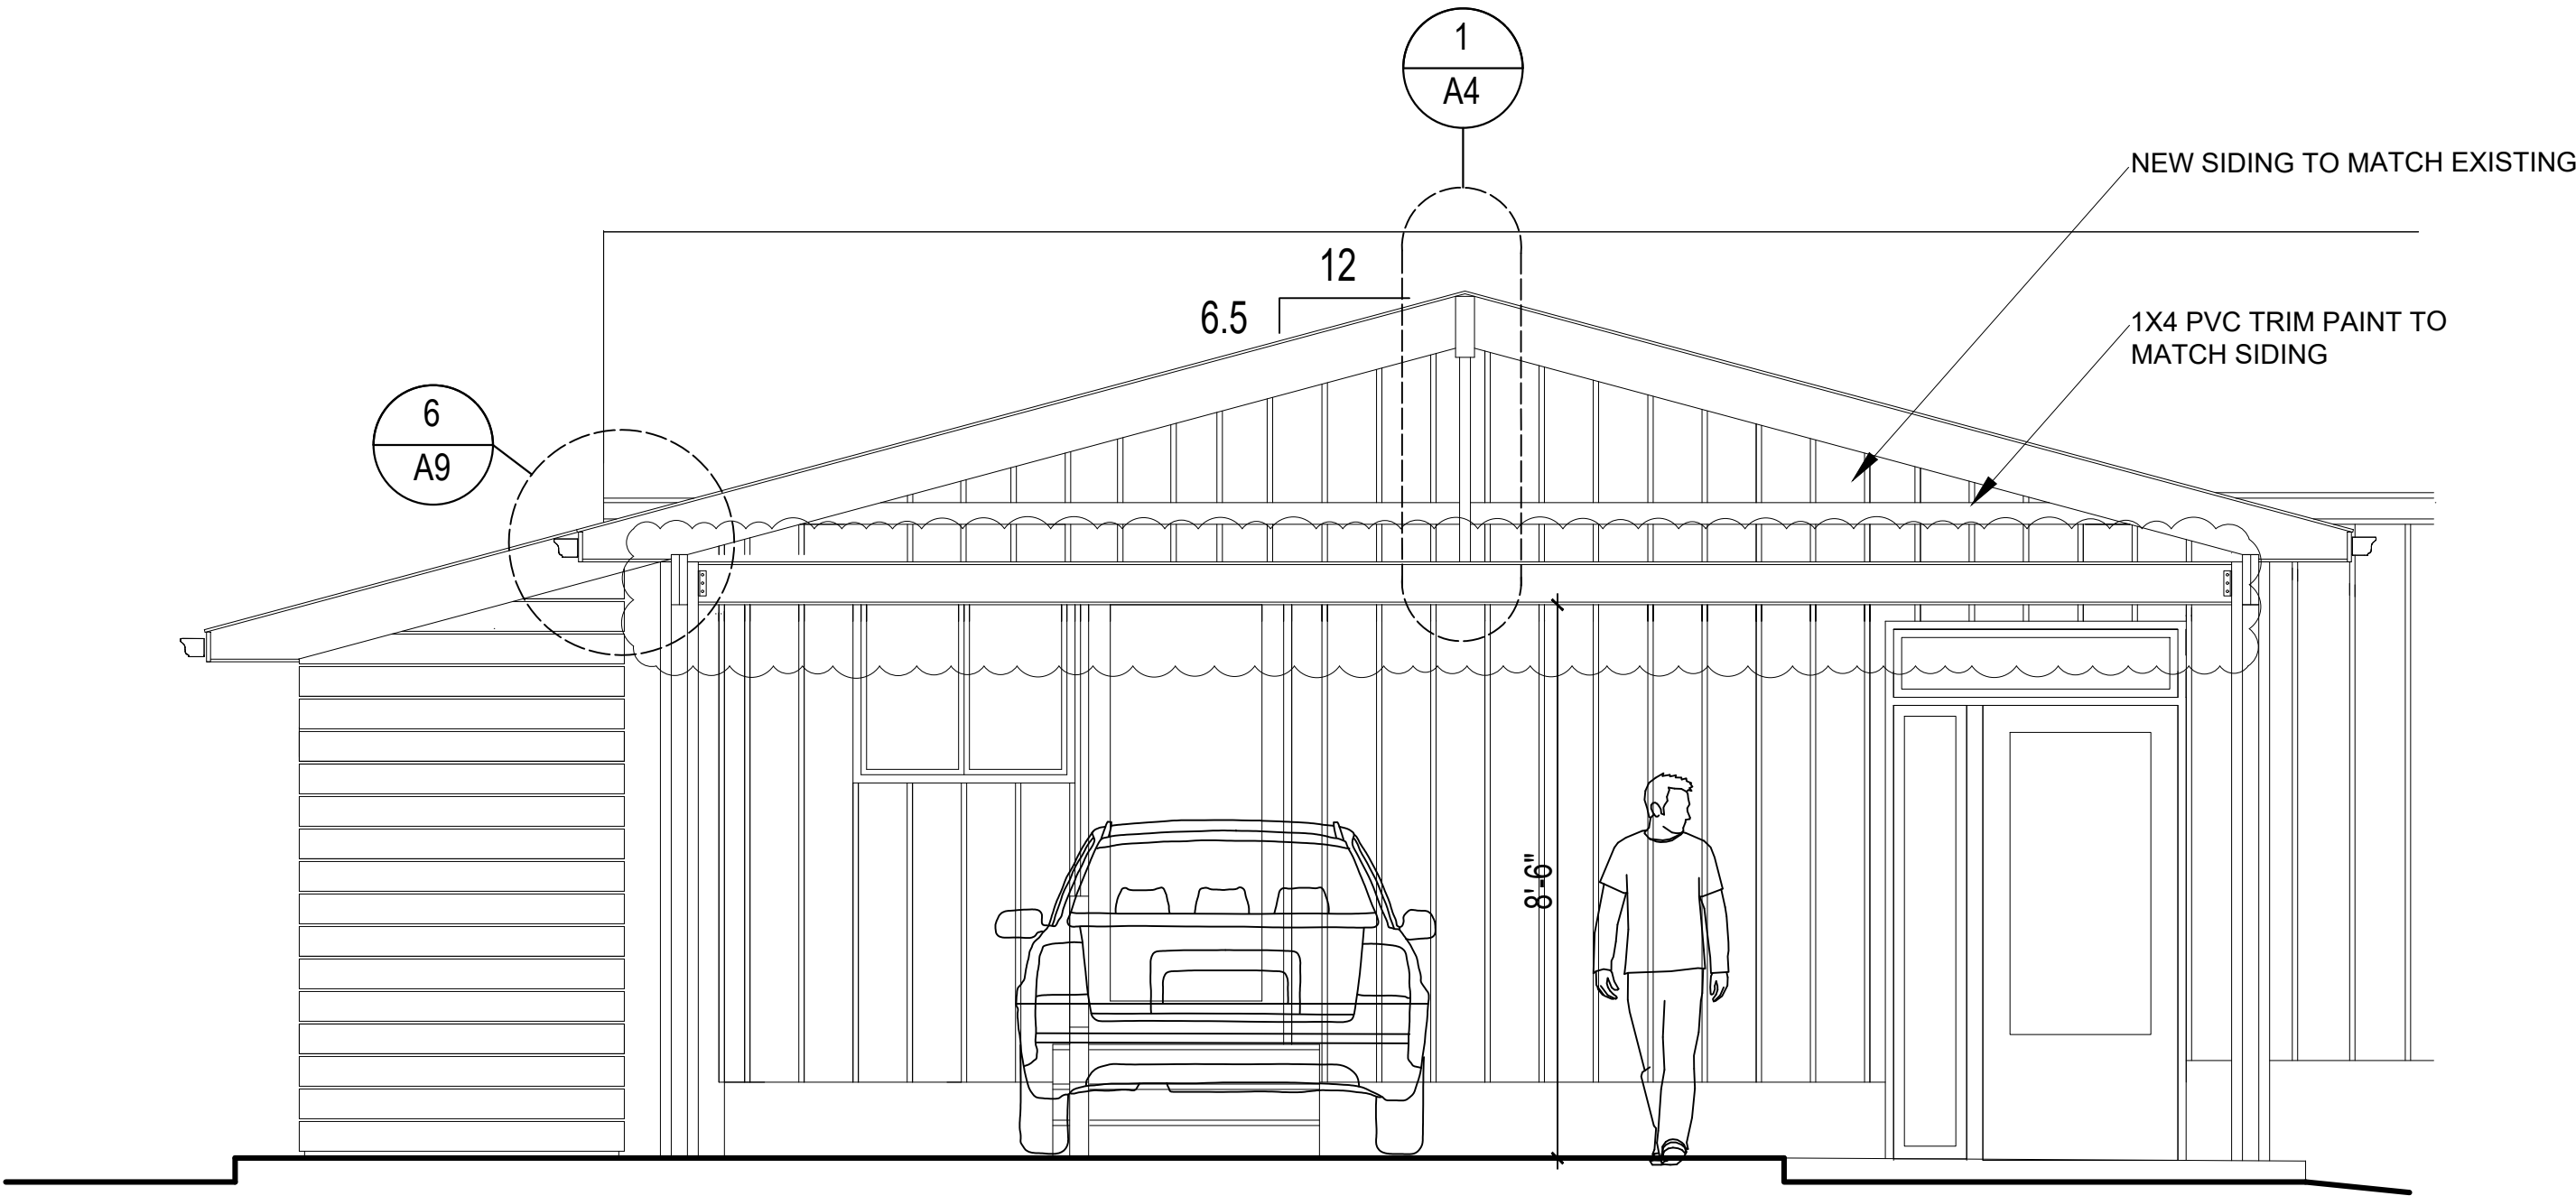 1
A4
NEW SIDING TO MATCH EXISTING
12
6.5
1X4 PVC TRIM PAINT TO
MATCH SIDING
6
A9
8'-6"